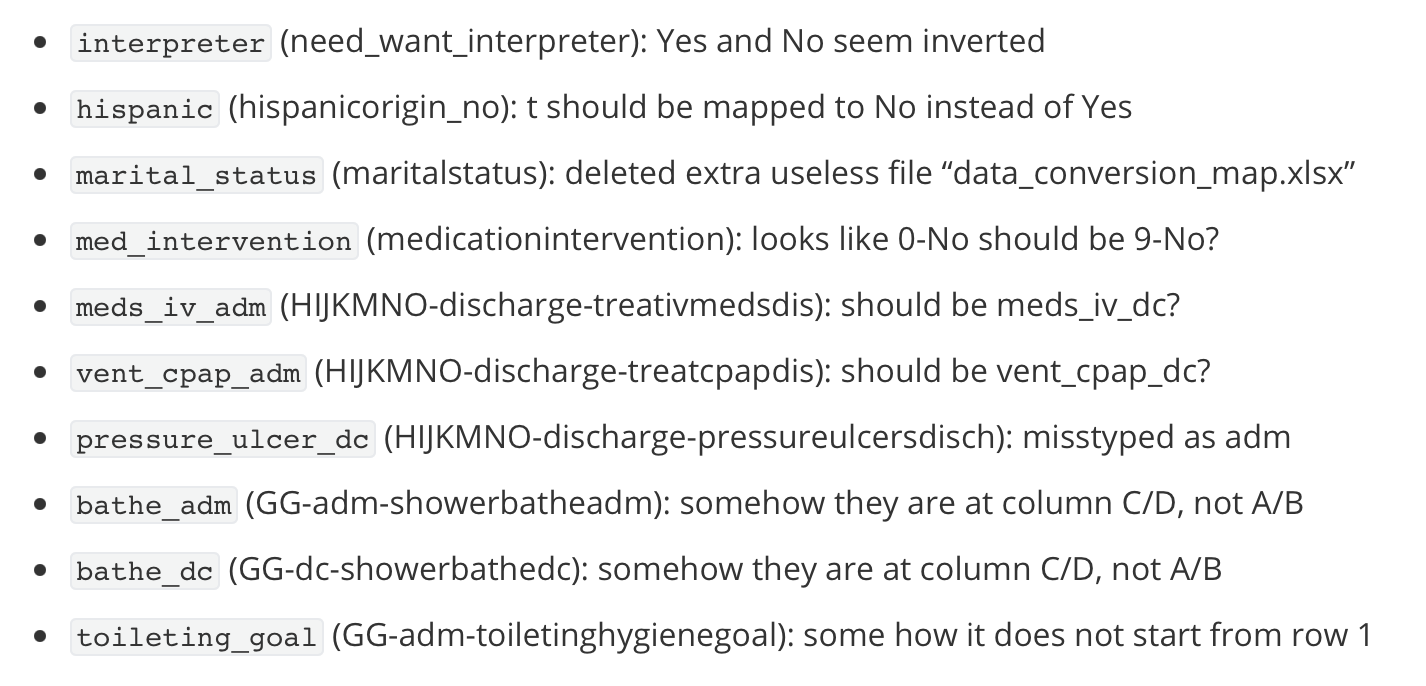 • interpreter (need_want_interpreter): Yes and No seem inverted
• hispanic (hispanicorigin_no): t should be mapped to No instead of Yes
• marital_status (maritalstatus): deleted extra useless file “data_conversion_map.xlsx”
• med_intervention (medicationintervention): looks like 0-No should be 9-No?
• meds_iv_adm (HIJKMNO-discharge-treativmedsdis): should be meds_iv_dc?
• vent_cpap_adm (HIJKMNO-discharge-treatcpapdis): should be vent_cpap_dc?
• pressure_ulcer_dc (HIJKMNO-discharge-pressureulcersdisch): misstyped as adm
• bathe_adm (GG-adm-showerbatheadm): somehow they are at column C/D, not A/B
• bathe_dc (GG-dc-showerbathedc): somehow they are at column C/D, not A/B
• toileting_goal (GG-adm-toiletinghygienegoal): some how it does not start from row 1